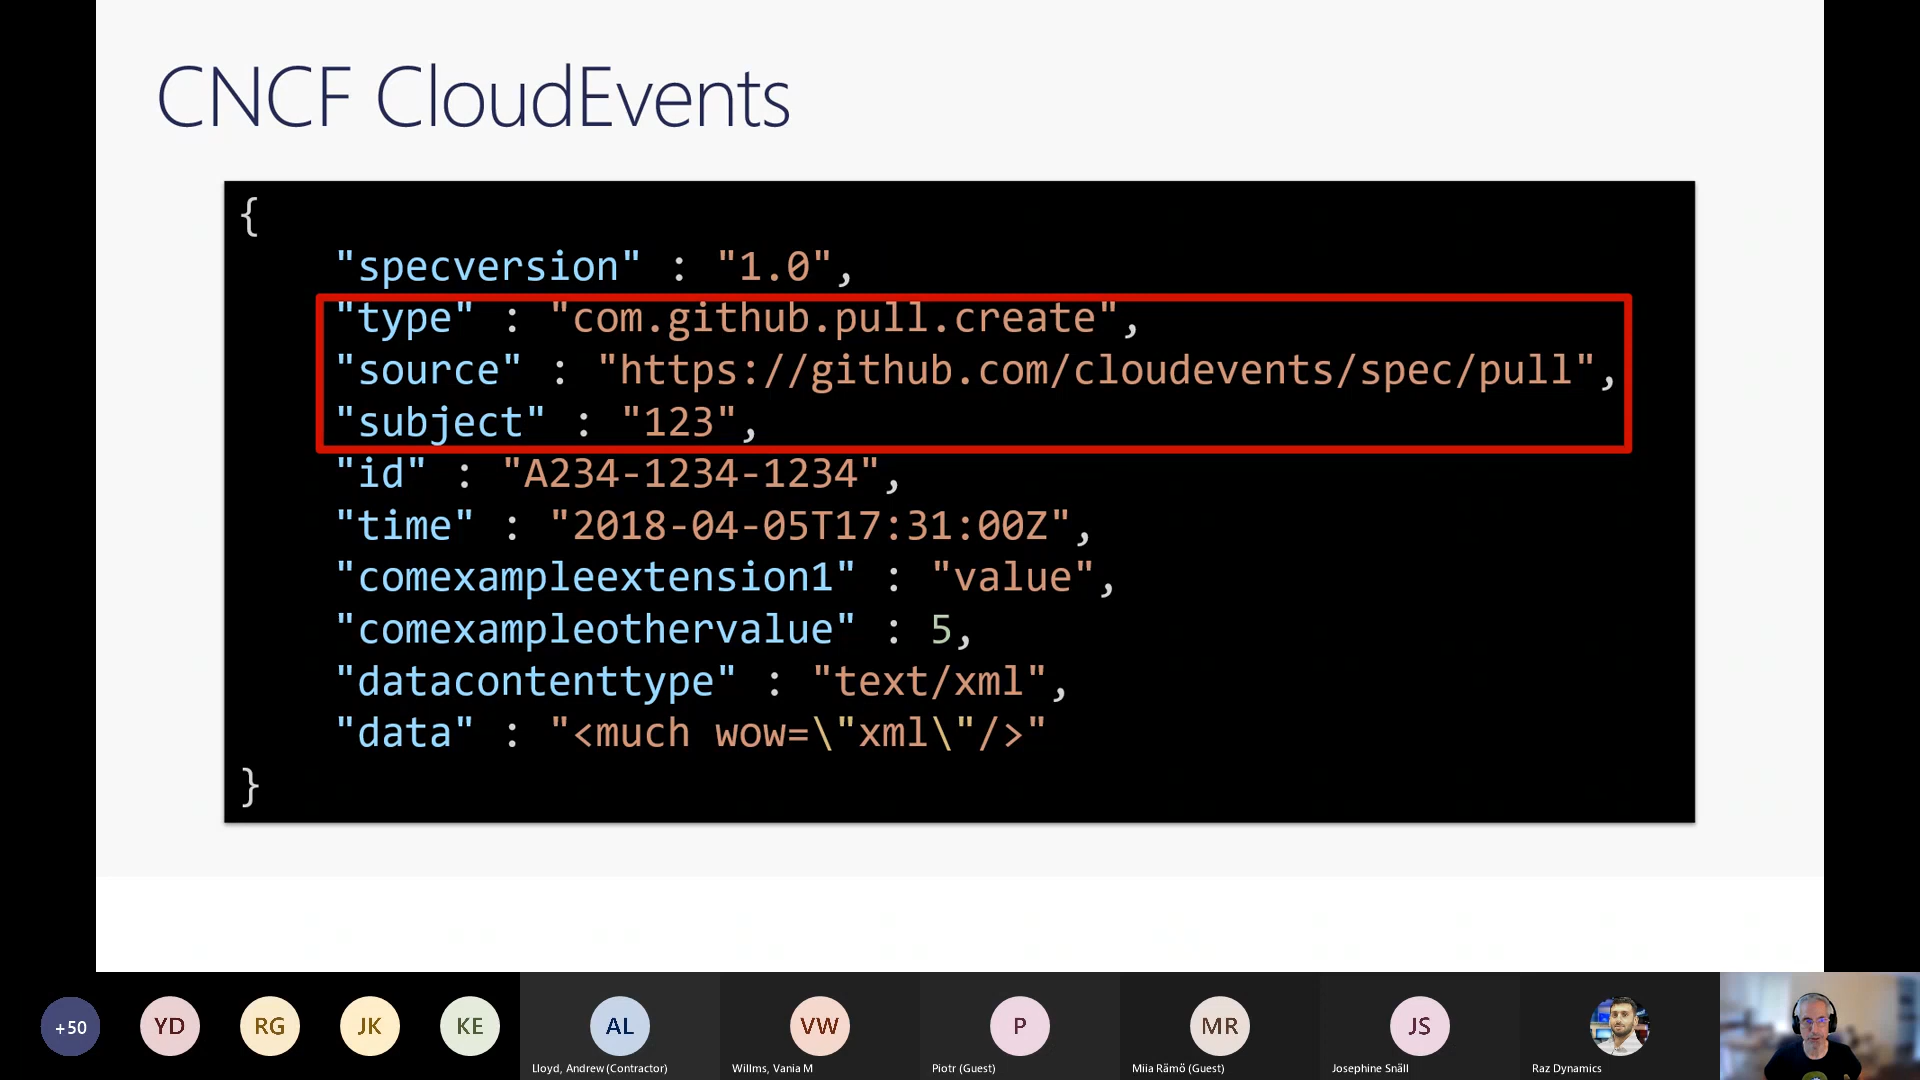 CNCF CloudEvents
{
"specversion" : "1.0",
"type" : "com.github.pull.create",
"source" : "https://github.com/cloudevents/spec/pull",
"subject" : "123",
"id" : "A234-1234-1234",
"time" : "2018-04-05T17:31:00Z",
"comexampleextension1" : "value",
"comexampleothervalue" : 5,
"datacontenttype" : "text/xml",
"data" : "<much wow=\"xml\"/>"
}
+50
YD
RG
JK
KE
AL
Lloyd, Andrew (Contractor)
VW
Willms, Vania M
P
Piotr (Guest)
MR
Miia Rämö (Guest)
JS
Josephine Snäll
Raz Dynamics